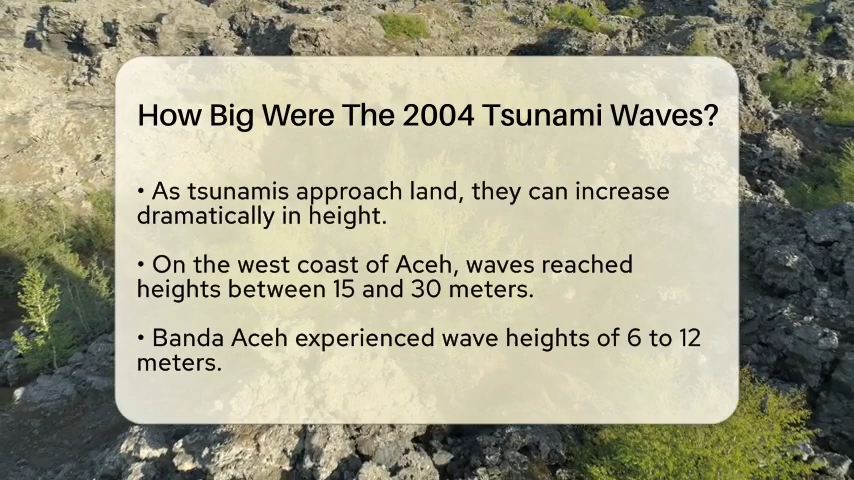 How Big Were The 2004 Tsunami Waves?
• As tsunamis approach land, they can increase
dramatically in height.
• On the west coast of Aceh, waves reached
heights between 15 and 30 meters.
• Banda Aceh experienced wave heights of 6 to 12
meters.